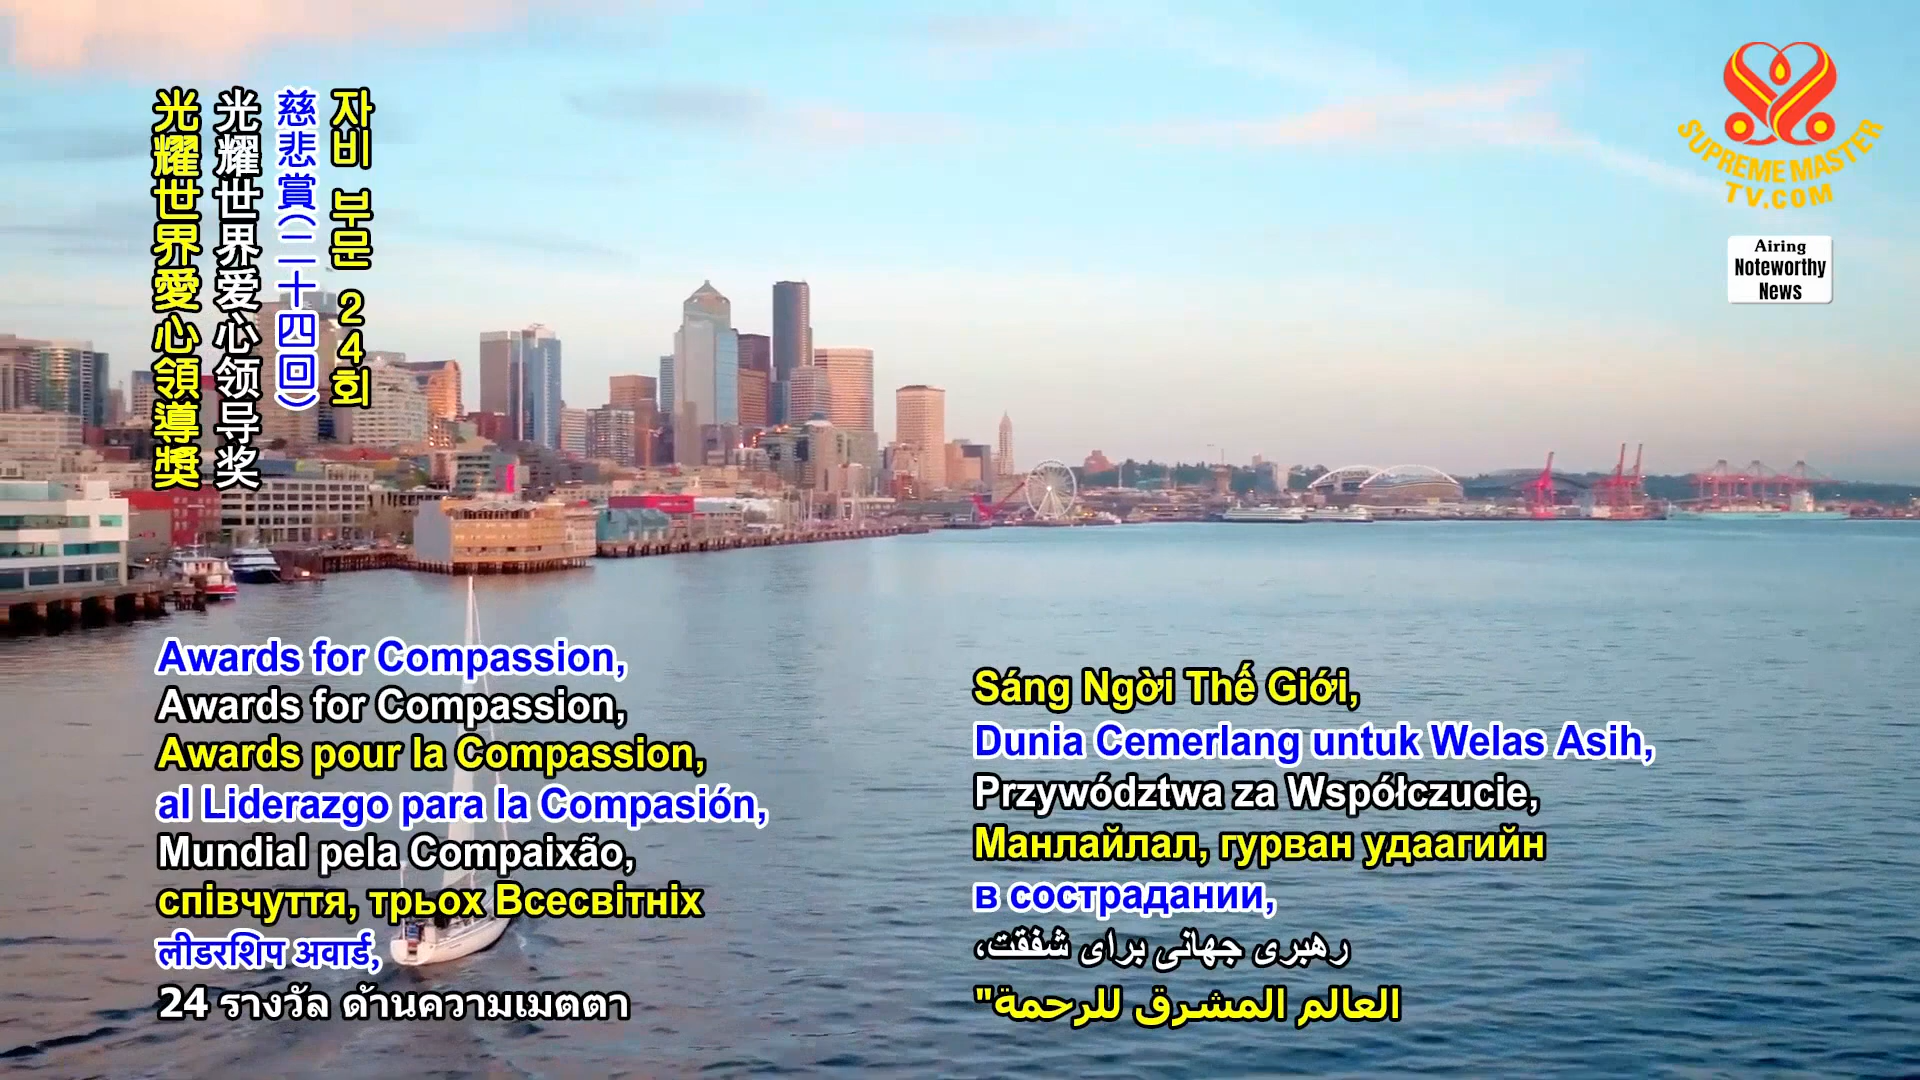 光耀世界愛心領導獎
光耀世界爱心领导奖
慈悲賞(二十四回)
자비 부문 24회
SUPREME MASTER
TV.COM
Airing
Noteworthy
News
Awards for Compassion,
Awards for Compassion,
Awards pour la Compassion,
al Liderazgo para la Compasión,
Mundial pela Compaixão,
співчуття, трьох Всесвітніх
लीडरशिप अवार्ड,
24 รางวัล ด้านความเมตตา
Sáng Ngời Thế Giới,
Dunia Cemerlang untuk Welas Asih,
Przywództwa za Współczucie,
Манлайлал, гурван удаагийн
в сострадании,
رهبری جهانی برای شفقت،
العالم المشرق للرحمة"